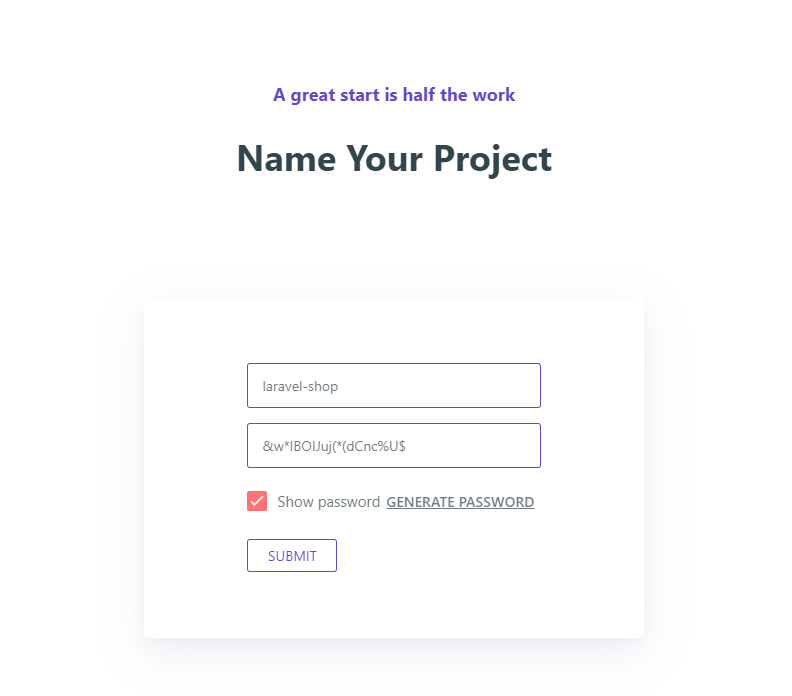 A great start is half the work
Name Your Project
laravel-shop
&w*IBOIJuj(*(dCnc%U$
Show password GENERATE PASSWORD
SUBMIT